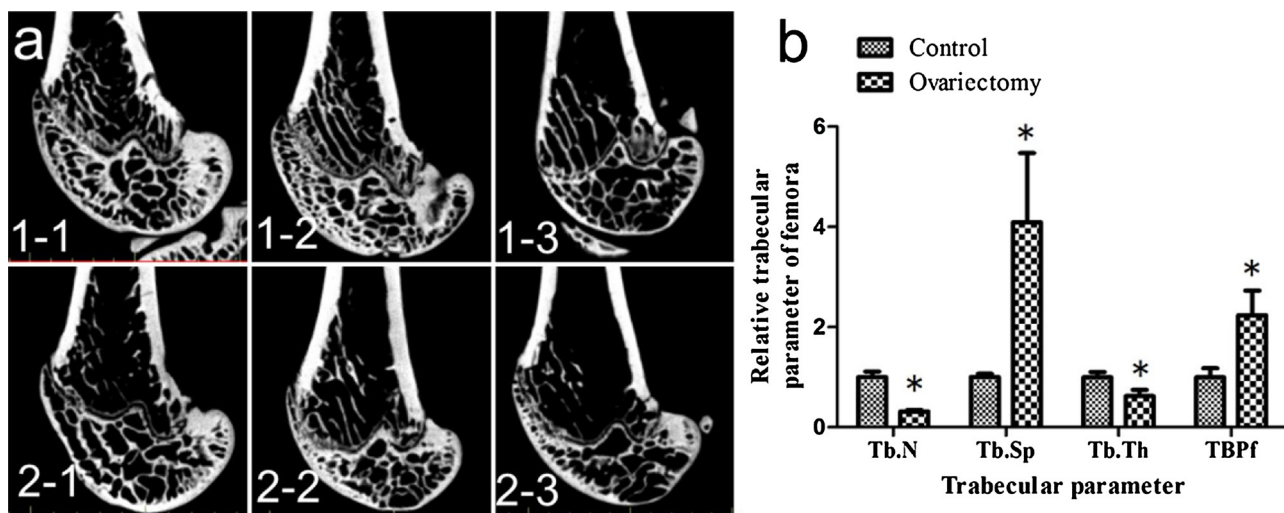 a
1-1
1-2
1-3
2-1
2-2
2-3
b
Control
Ovariectomy
Relative trabecular
parameter of femora
6
4
2
0
*
*
*
*
Tb.N
Tb.Sp
Tb.Th
TBPf
Trabecular parameter